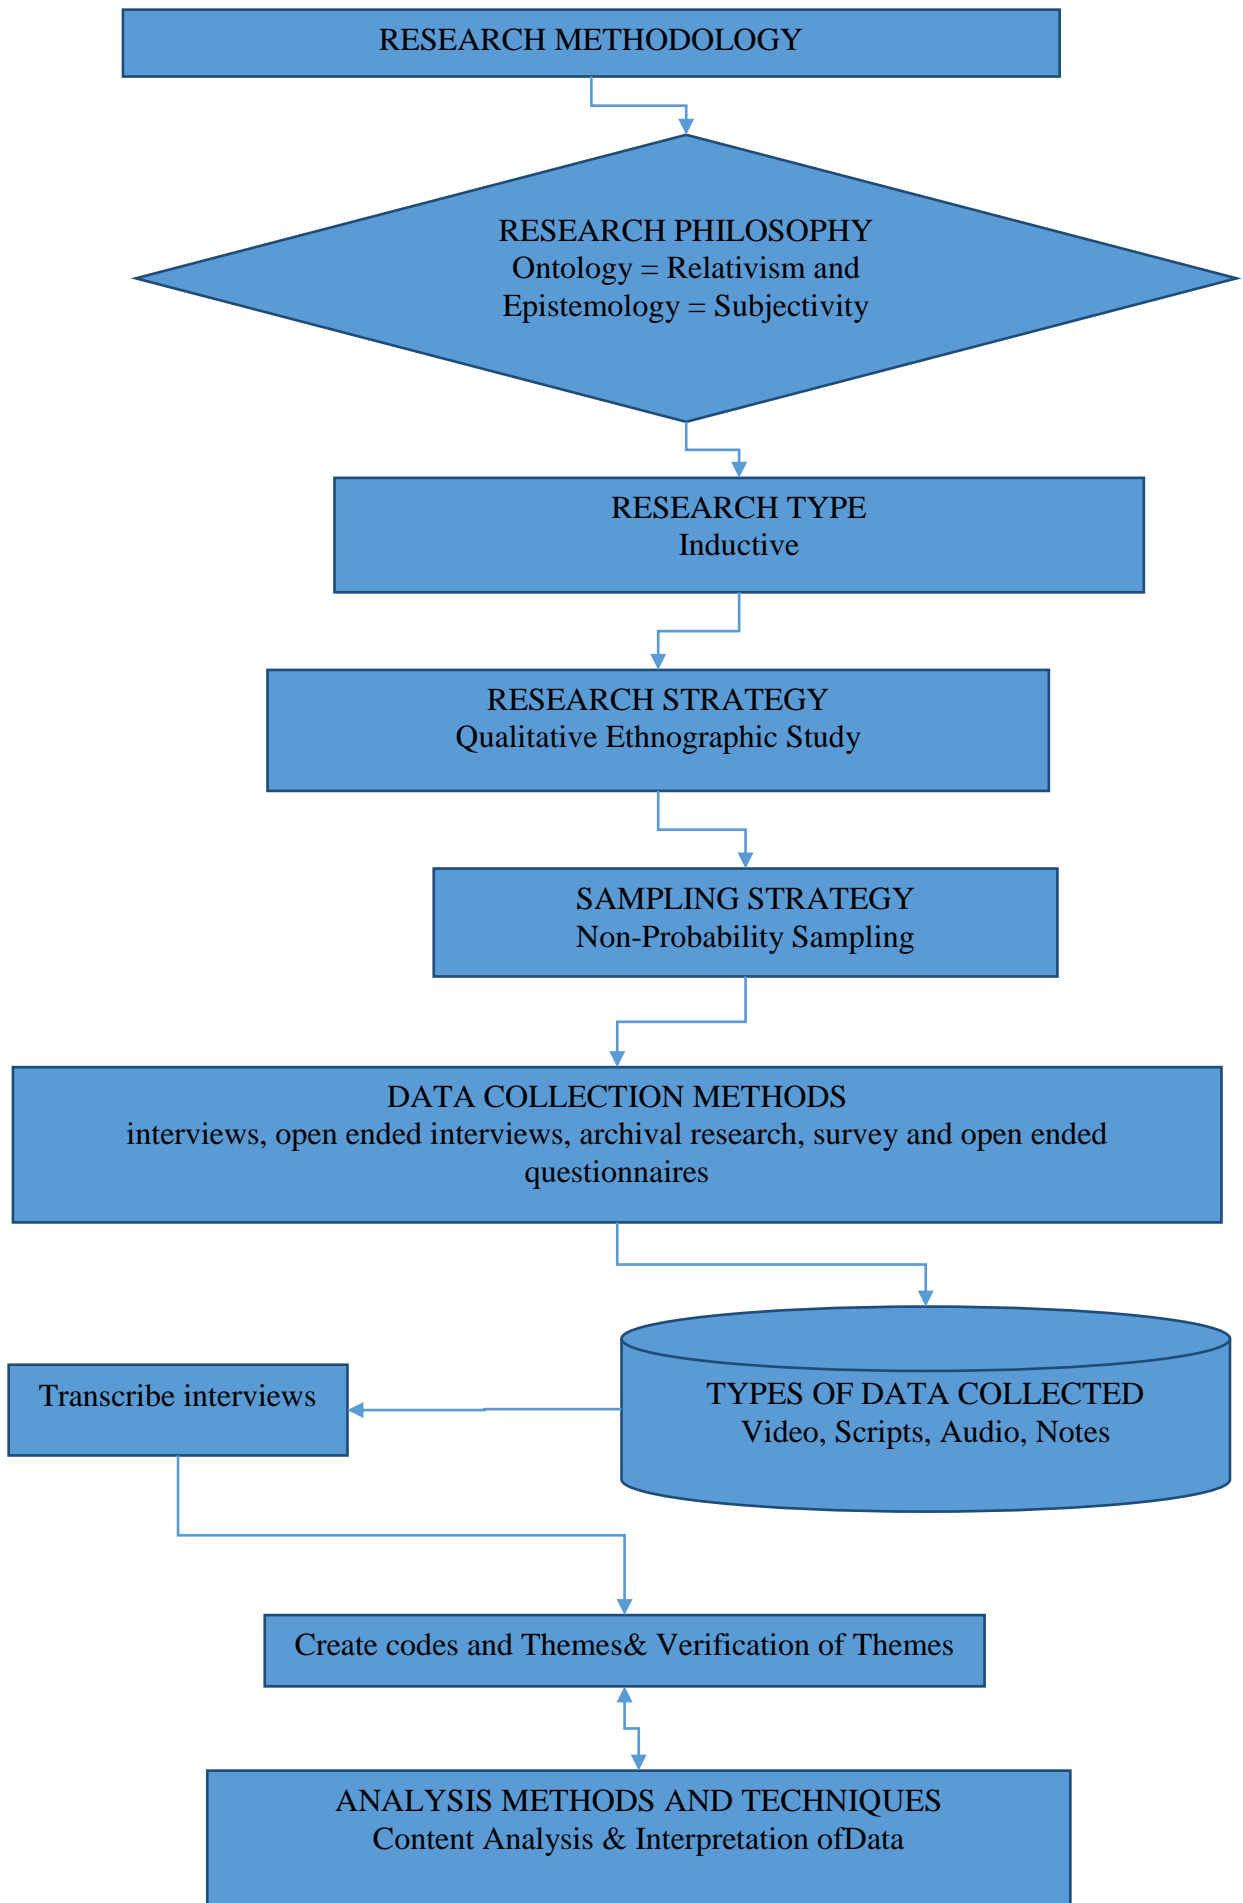 RESEARCH METHODOLOGY
RESEARCH PHILOSOPHY
Ontology = Relativism and
Epistemology = Subjectivity
RESEARCH TYPE
Inductive
RESEARCH STRATEGY
Qualitative Ethnographic Study
SAMPLING STRATEGY
Non-Probability Sampling
DATA COLLECTION METHODS
interviews, open ended interviews, archival research, survey and open ended
questionnaires
TYPES OF DATA COLLECTED
Video, Scripts, Audio, Notes
Transcribe interviews
Create codes and Themes& Verification of Themes
ANALYSIS METHODS AND TECHNIQUES
Content Analysis & Interpretation ofData